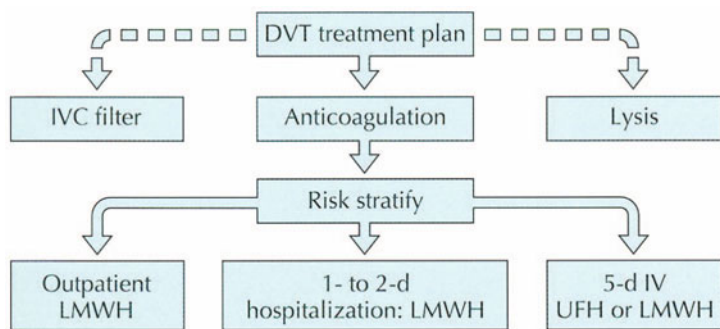 DVT treatment plan
IVC filter
Anticoagulation
Lysis
Risk stratify
Outpatient
LMWH
1- to 2-d
hospitalization: LMWH
5-d IV
UFH or LMWH